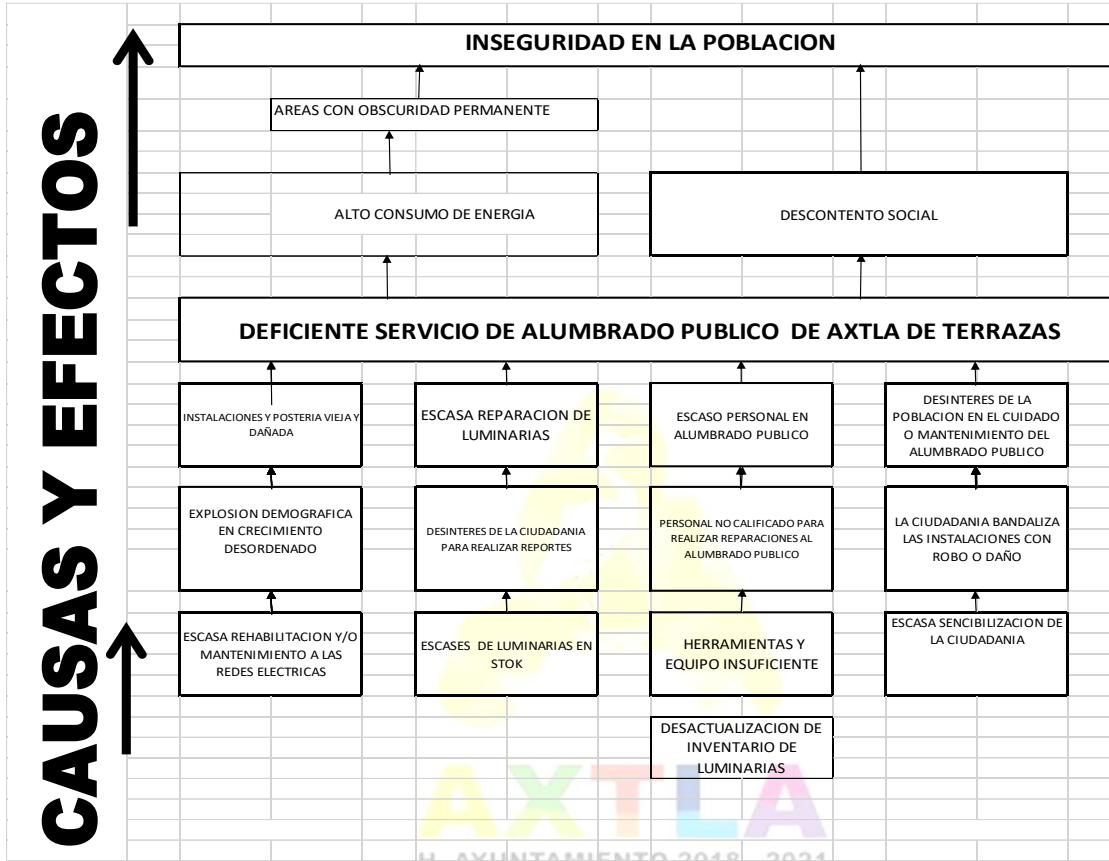 CAUSAS Y EFECTOS
INSEGURIDAD EN LA POBLACION
AREAS CON OBSCURIDAD PERMANENTE
ALTO CONSUMO DE ENERGIA
DESCONTENTO SOCIAL
DEFICIENTE SERVICIO DE ALUMBRADO PUBLICO DE AXTLA DE TERRAZAS
INSTALACIONES Y POSTERIA VIEJA Y
DAÑADA
ESCASA REPARACION DE
LUMINARIAS
ESCASO PERSONAL EN
ALUMBRADO PUBLICO
DESINTERES DE LA
POBLACION EN EL CUIDADO
O MANTENIMIENTO DEL
ALUMBRADO PUBLICO
EXPLOSION DEMOGRAFICA
EN CRECIMIENTO
DESORDENADO
DESINTERES DE LA CIUDADANIA
PARA REALIZAR REPORTES
PERSONAL NO CALIFICADO PARA
REALIZAR REPARACIONES AL
ALUMBRADO PUBLICO
LA CIUDADANIA BANDALIZA
LAS INSTALACIONES CON
ROBO O DAÑO
ESCASA REHABILITACION Y/O
MANTENIMIENTO A LAS
REDES ELECTRICAS
ESCASES DE LUMINARIAS EN
STOK
HERRAMIENTAS Y
EQUIPO INSUFICIENTE
ESCASA SENCIBILIZACION DE
LA CIUDADANIA
DESACTUALIZACION DE
INVENTARIO DE
LUMINARIAS
AXTLA
H. AYUNTAMIENTO 2018 - 2021